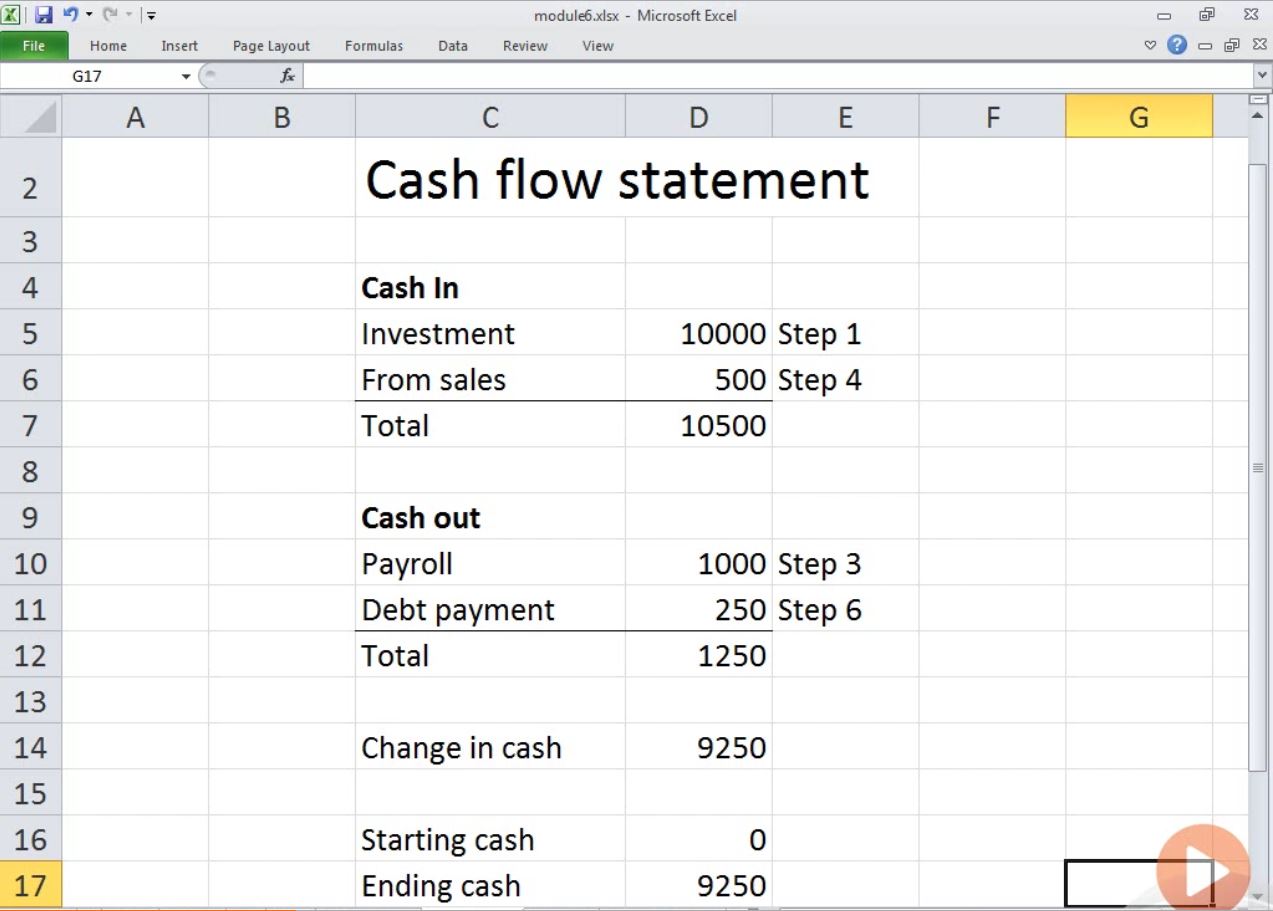 module6.xlsx - Microsoft Excel
File Home Insert Page Layout Formulas Data Review View
G17 fx
A B C D E F G
2 Cash flow statement
3
4 Cash In
5 Investment 10000 Step 1
6 From sales 500 Step 4
7 Total 10500
8
9 Cash out
10 Payroll 1000 Step 3
11 Debt payment 250 Step 6
12 Total 1250
13
14 Change in cash 9250
15
16 Starting cash 0
17 Ending cash 9250